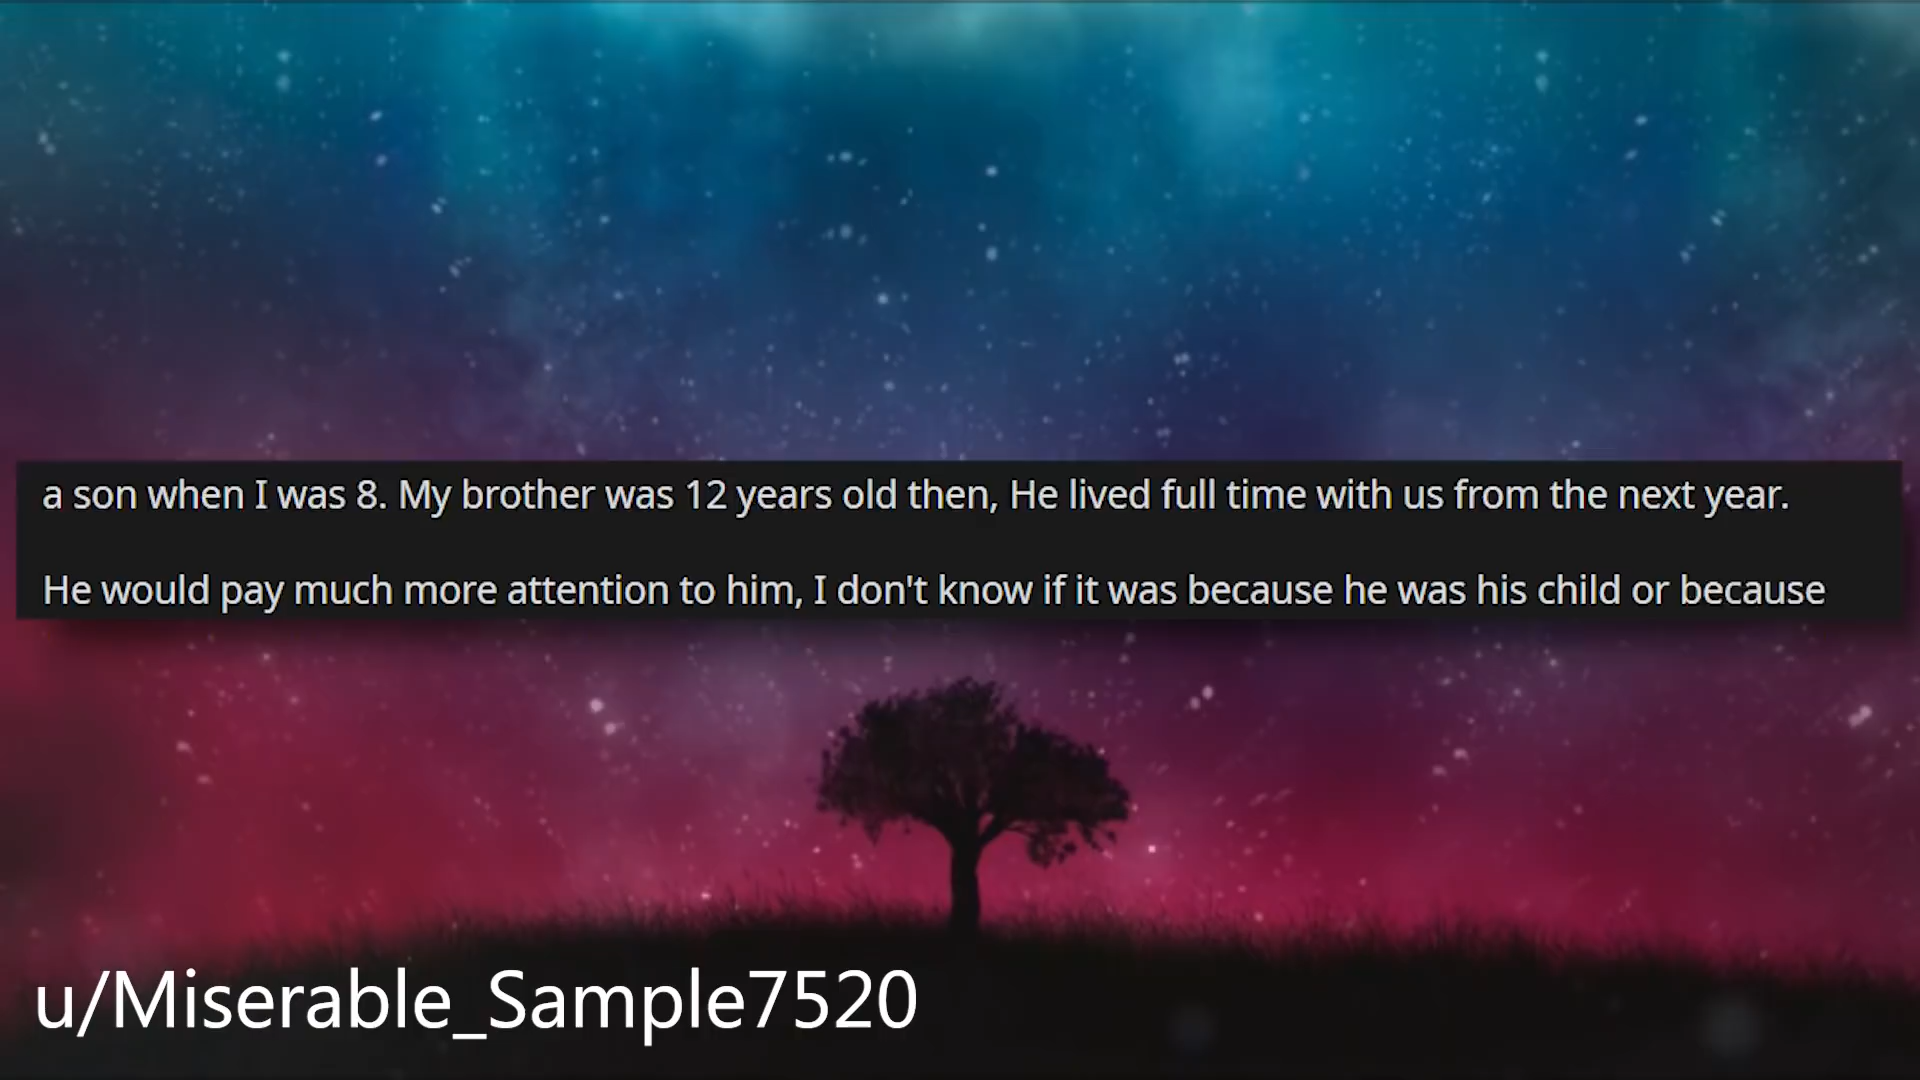 a son when I was 8. My brother was 12 years old then, He lived full time with us from the next year.
He would pay much more attention to him, I don't know if it was because he was his child or because
u/Miserable_Sample7520